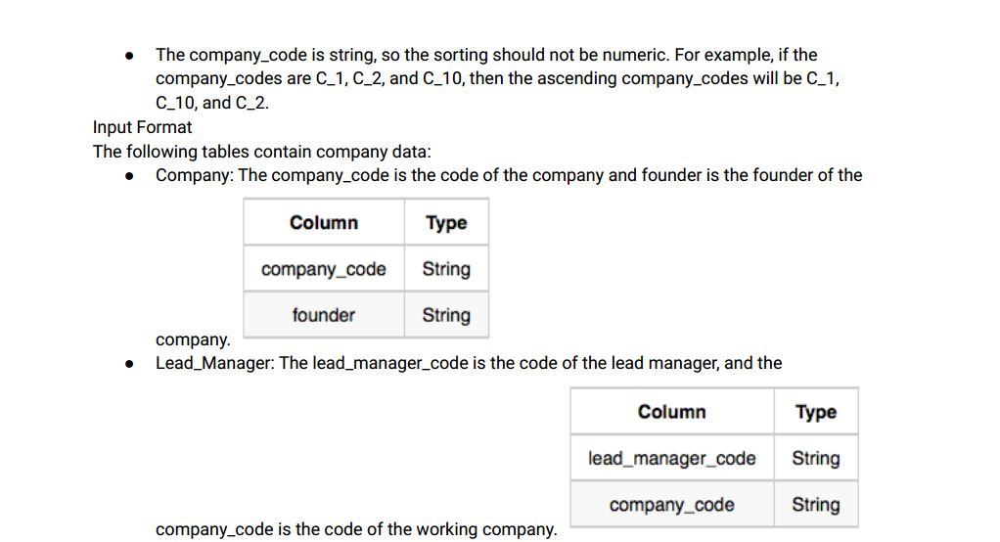 ● The company_code is string, so the sorting should not be numeric. For example, if the
company_codes are C_1, C_2, and C_10, then the ascending company_codes will be C_1,
C_10, and C_2.
Input Format
The following tables contain company data:
● Company: The company_code is the code of the company and founder is the founder of the
Column Type
company_code String
founder String
company.
● Lead_Manager: The lead_manager_code is the code of the lead manager, and the
Column Type
lead_manager_code String
company_code String
company_code is the code of the working company.